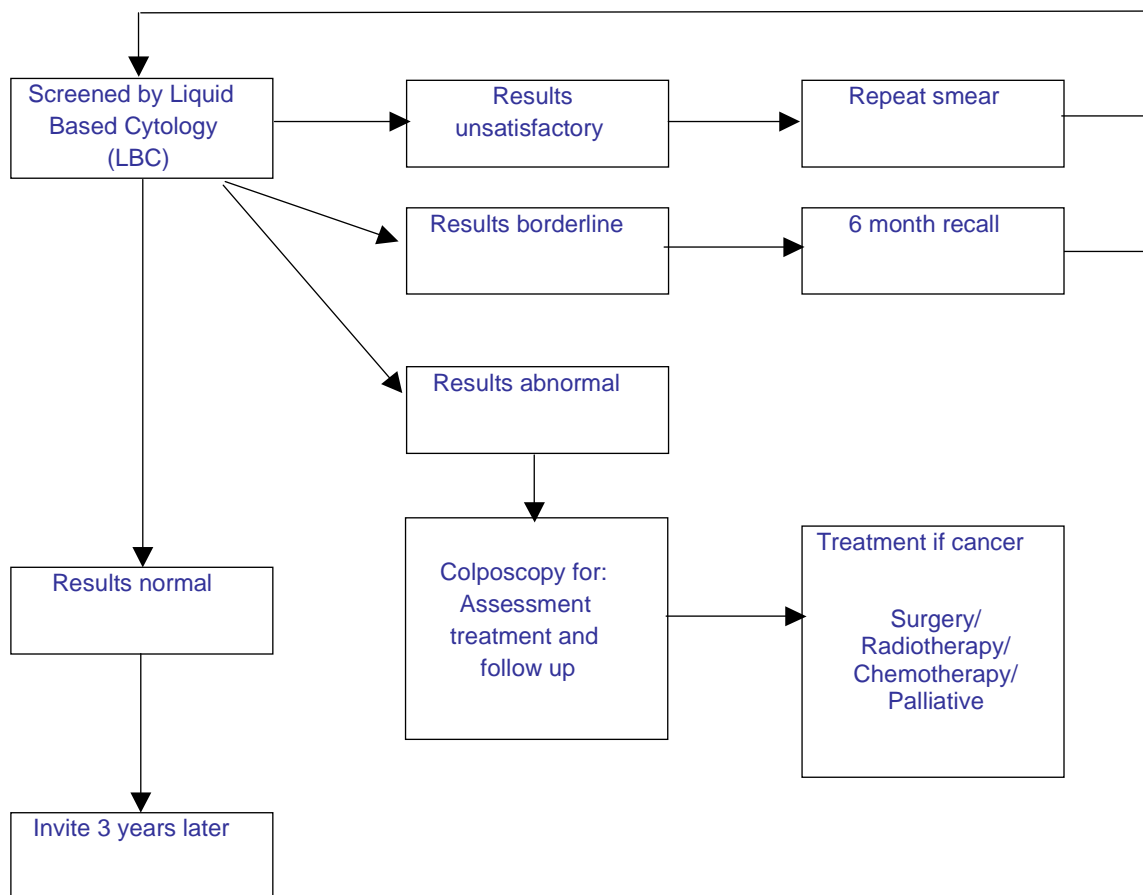 Screened by Liquid
Based Cytology
(LBC)
Results
unsatisfactory
Repeat smear
Results borderline
6 month recall
Results abnormal
Colposcopy for:
Assessment
treatment and
follow up
Treatment if cancer
Surgery/
Radiotherapy/
Chemotherapy/
Palliative
Results normal
Invite 3 years later